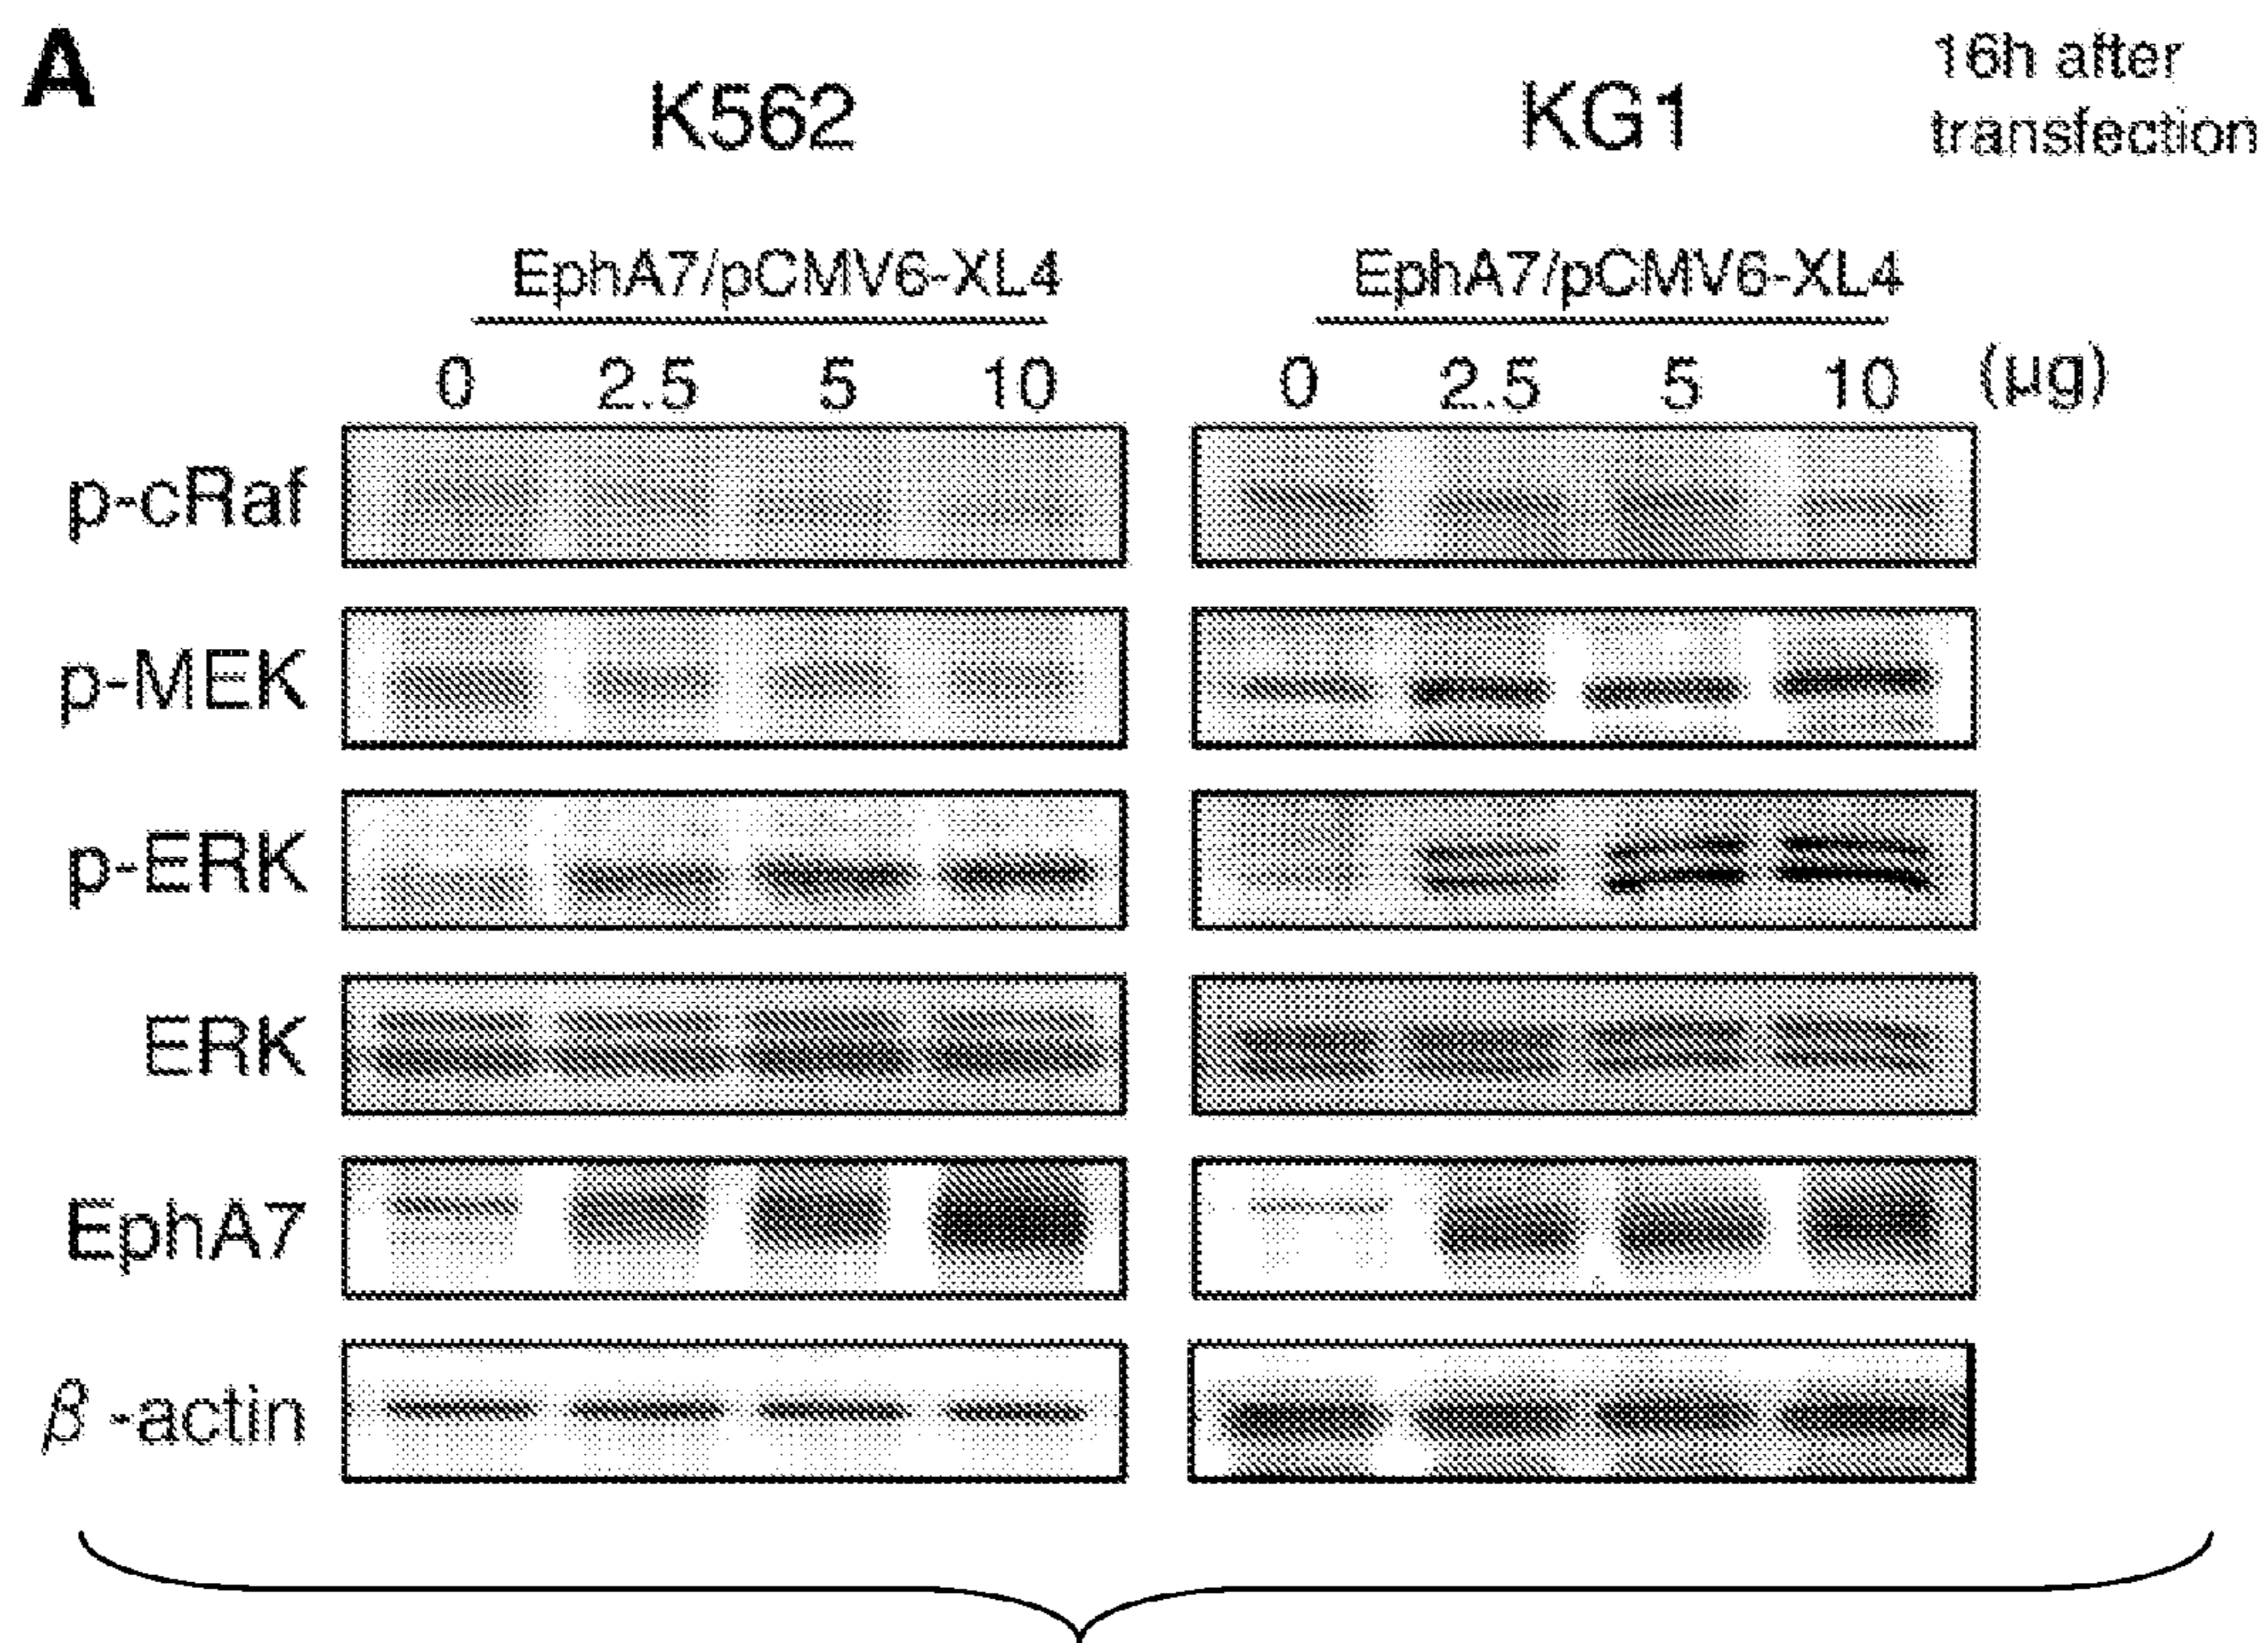 A
K562 KG1 16h after
transfection
EphA7/pCMV6-XL4 EphA7/pCMV6-XL4
0 2.5 5 10 0 2.5 5 10 (μg)
p-cRaf
p-MEK
p-ERK
ERK
EphA7
β-actin